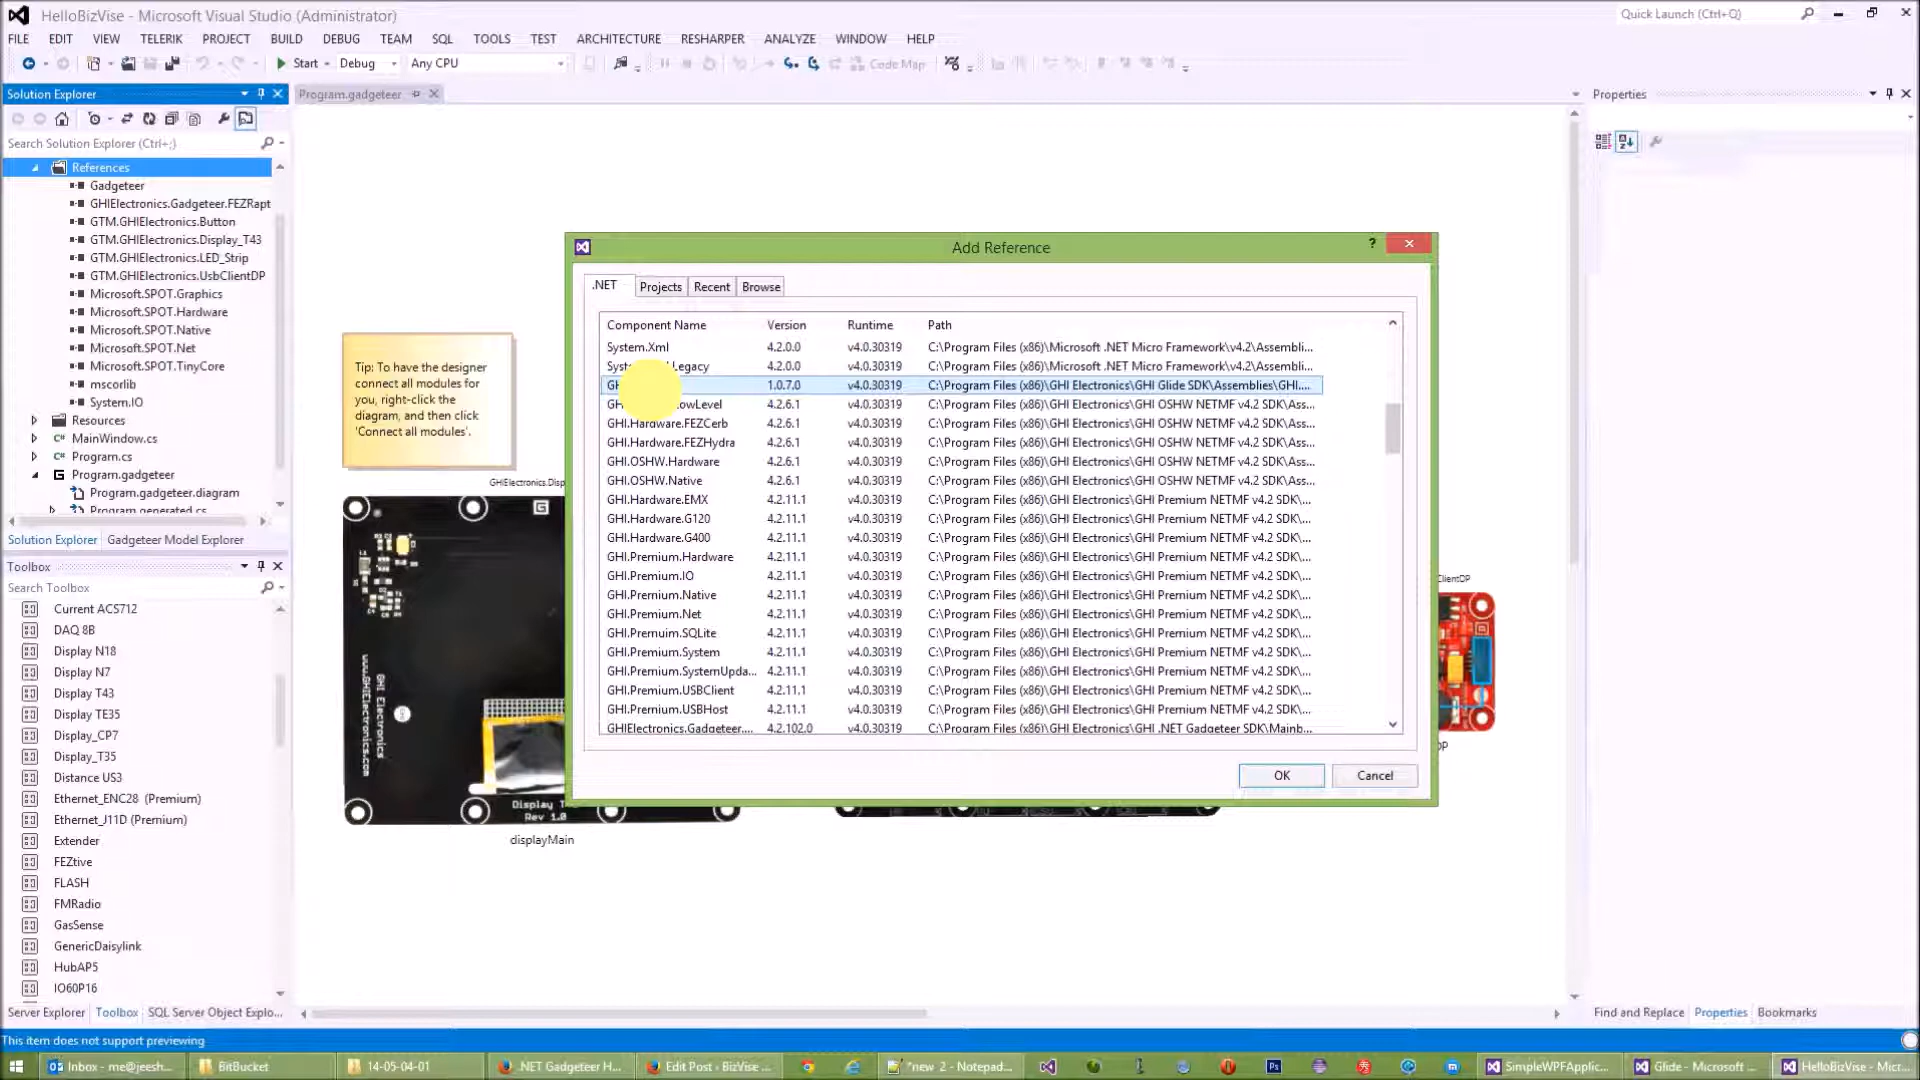 HelloBizVise - Microsoft Visual Studio (Administrator)
Quick Launch (Ctrl+Q)
FILE EDIT VIEW TELERIK PROJECT BUILD DEBUG TEAM SQL TOOLS TEST ARCHITECTURE RESHARPER ANALYZE WINDOW HELP
Start Debug Any CPU Code Map
Solution Explorer
Program.gadgeteer
Properties
Search Solution Explorer (Ctrl+;)
References
Gadgeteer
GHIElectronics.Gadgeteer.FEZRapt
GTM.GHIElectronics.Button
GTM.GHIElectronics.Display_T43
GTM.GHIElectronics.LED_Strip
GTM.GHIElectronics.UsbClientDP
Microsoft.SPOT.Graphics
Microsoft.SPOT.Hardware
Microsoft.SPOT.Native
Microsoft.SPOT.Net
Microsoft.SPOT.TinyCore
mscorlib
System.IO
Resources
MainWindow.cs
Program.cs
Program.gadgeteer
Program.gadgeteer.diagram
Program.generated.cs
Solution Explorer Gadgeteer Model Explorer
Toolbox
Search Toolbox
Current ACS712
DAQ 8B
Display N18
Display N7
Display T43
Display TE35
Display_CP7
Display_T35
Distance US3
Ethernet_ENC28 (Premium)
Ethernet_J11D (Premium)
Extender
FEZtive
FLASH
FMRadio
GasSense
GenericDaisylink
HubAP5
IO60P16
Server Explorer Toolbox SQL Server Object Explo...
Tip: To have the designer
connect all modules for
you, right-click the
diagram, and then click
'Connect all modules'.
GHIElectronics.Disp
www.GHIElectronics.com
GHI Electronics
Display T
Rev 1.0
displayMain
Add Reference
?
.NET Projects Recent Browse
Component Name Version Runtime Path
System.Xml 4.2.0.0 v4.0.30319 C:\Program Files (x86)\Microsoft .NET Micro Framework\v4.2\Assembli...
Syst Legacy 4.2.0.0 v4.0.30319 C:\Program Files (x86)\Microsoft .NET Micro Framework\v4.2\Assembli...
GH 1.0.7.0 v4.0.30319 C:\Program Files (x86)\GHI Electronics\GHI Glide SDK\Assemblies\GHI....
GHI. owLevel 4.2.6.1 v4.0.30319 C:\Program Files (x86)\GHI Electronics\GHI OSHW NETMF v4.2 SDK\Ass...
GHI.Hardware.FEZCerb 4.2.6.1 v4.0.30319 C:\Program Files (x86)\GHI Electronics\GHI OSHW NETMF v4.2 SDK\Ass...
GHI.Hardware.FEZHydra 4.2.6.1 v4.0.30319 C:\Program Files (x86)\GHI Electronics\GHI OSHW NETMF v4.2 SDK\Ass...
GHI.OSHW.Hardware 4.2.6.1 v4.0.30319 C:\Program Files (x86)\GHI Electronics\GHI OSHW NETMF v4.2 SDK\Ass...
GHI.OSHW.Native 4.2.6.1 v4.0.30319 C:\Program Files (x86)\GHI Electronics\GHI OSHW NETMF v4.2 SDK\Ass...
GHI.Hardware.EMX 4.2.11.1 v4.0.30319 C:\Program Files (x86)\GHI Electronics\GHI Premium NETMF v4.2 SDK\...
GHI.Hardware.G120 4.2.11.1 v4.0.30319 C:\Program Files (x86)\GHI Electronics\GHI Premium NETMF v4.2 SDK\...
GHI.Hardware.G400 4.2.11.1 v4.0.30319 C:\Program Files (x86)\GHI Electronics\GHI Premium NETMF v4.2 SDK\...
GHI.Premium.Hardware 4.2.11.1 v4.0.30319 C:\Program Files (x86)\GHI Electronics\GHI Premium NETMF v4.2 SDK\...
GHI.Premium.IO 4.2.11.1 v4.0.30319 C:\Program Files (x86)\GHI Electronics\GHI Premium NETMF v4.2 SDK\...
GHI.Premium.Native 4.2.11.1 v4.0.30319 C:\Program Files (x86)\GHI Electronics\GHI Premium NETMF v4.2 SDK\...
GHI.Premium.Net 4.2.11.1 v4.0.30319 C:\Program Files (x86)\GHI Electronics\GHI Premium NETMF v4.2 SDK\...
GHI.Premuim.SQLite 4.2.11.1 v4.0.30319 C:\Program Files (x86)\GHI Electronics\GHI Premium NETMF v4.2 SDK\...
GHI.Premium.System 4.2.11.1 v4.0.30319 C:\Program Files (x86)\GHI Electronics\GHI Premium NETMF v4.2 SDK\...
GHI.Premium.SystemUpda... 4.2.11.1 v4.0.30319 C:\Program Files (x86)\GHI Electronics\GHI Premium NETMF v4.2 SDK\...
GHI.Premium.USBClient 4.2.11.1 v4.0.30319 C:\Program Files (x86)\GHI Electronics\GHI Premium NETMF v4.2 SDK\...
GHI.Premium.USBHost 4.2.11.1 v4.0.30319 C:\Program Files (x86)\GHI Electronics\GHI Premium NETMF v4.2 SDK\...
GHIElectronics.Gadgeteer.... 4.2.102.0 v4.0.30319 C:\Program Files (x86)\GHI Electronics\GHI .NET Gadgeteer SDK\Mainb...
OK Cancel
ClientDP
DP
Find and Replace Properties Bookmarks
This item does not support previewing
Inbox - me@jeesh... BitBucket 14-05-04-01 .NET Gadgeteer H... Edit Post ‹ BizVise ... *new 2 - Notepad... Ps SimpleWPFApplic... Glide - Microsoft ... HelloBizVise - Micr...